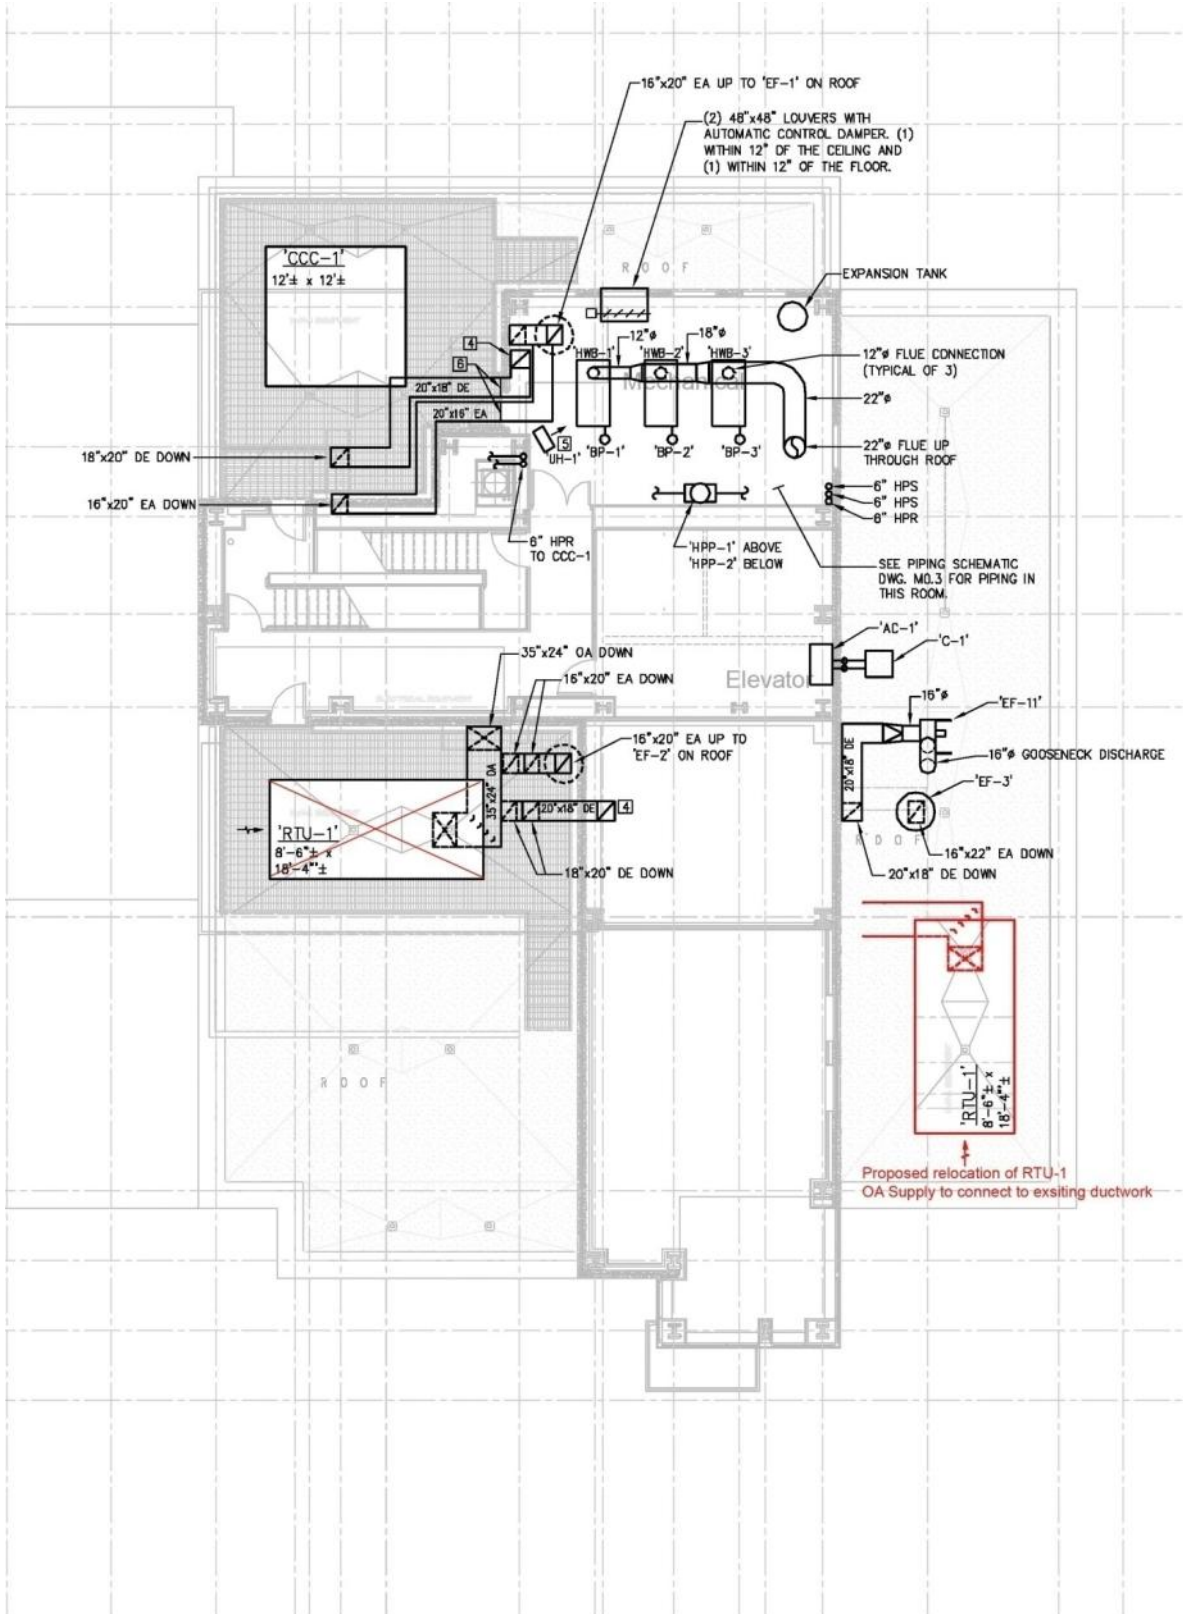 16"x20" EA UP TO 'EF-1' ON ROOF
(2) 48"x48" LOUVERS WITH
AUTOMATIC CONTROL DAMPER. (1)
WITHIN 12" OF THE CEILING AND
(1) WITHIN 12" OF THE FLOOR.
'CCC-1'
12'± x 12'±
ROOF
EXPANSION TANK
4
6
12"ø
18"ø
'HWB-1'
'HWB-2'
'HWB-3'
12"ø FLUE CONNECTION
(TYPICAL OF 3)
Mechanical
20"x18" DE
20"x16" EA
22"ø
5
'UH-1'
'BP-1'
'BP-2'
'BP-3'
18"x20" DE DOWN
22"ø FLUE UP
THROUGH ROOF
16"x20" EA DOWN
6" HPS
6" HPS
6" HPR
6" HPR
TO CCC-1
'HPP-1' ABOVE
'HPP-2' BELOW
SEE PIPING SCHEMATIC
DWG. M0.3 FOR PIPING IN
THIS ROOM.
'AC-1'
'C-1'
35"x24" OA DOWN
16"x20" EA DOWN
Elevator
ELECTRICAL EQUIPMENT
16"ø
'EF-11'
16"x20" EA UP TO
'EF-2' ON ROOF
16"ø GOOSENECK DISCHARGE
20"x18" DE
35"x24" OA
'EF-3'
20"x18" DE
4
'RTU-1'
8'-6"± x
18'-4"'±
ROOF
16"x22" EA DOWN
18"x20" DE DOWN
20"x18" DE DOWN
ROOF
'RTU-1'
8'-6"± x
18'-4"'±
Proposed relocation of RTU-1
OA Supply to connect to exsiting ductwork